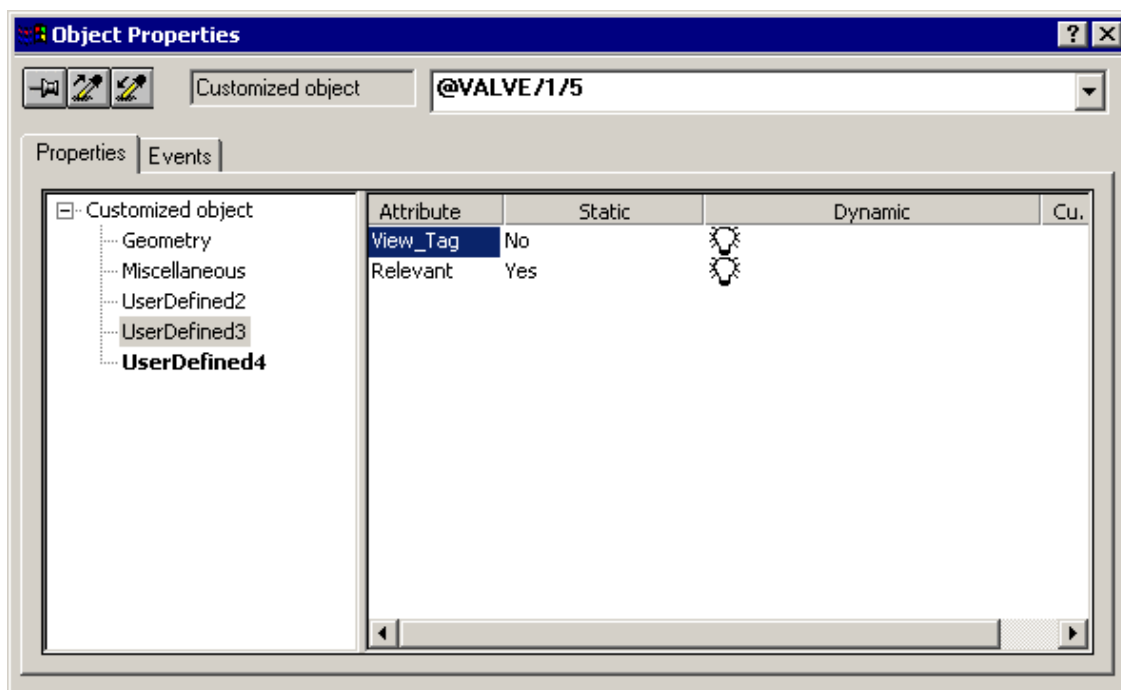 Object Properties
Customized object @VALVE/1/5
Properties Events
Customized object
Geometry
Miscellaneous
UserDefined2
UserDefined3
UserDefined4
Attribute Static Dynamic Cu.
View_Tag No
Relevant Yes